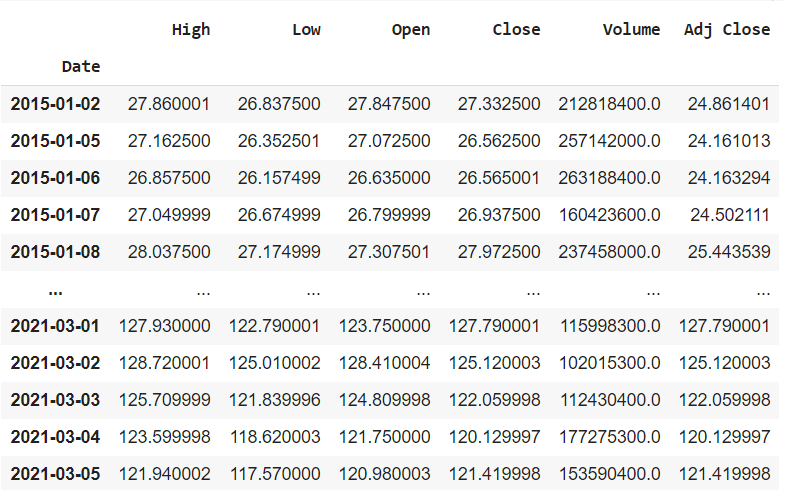 High Low Open Close Volume Adj Close
Date
2015-01-02 27.860001 26.837500 27.847500 27.332500 212818400.0 24.861401
2015-01-05 27.162500 26.352501 27.072500 26.562500 257142000.0 24.161013
2015-01-06 26.857500 26.157499 26.635000 26.565001 263188400.0 24.163294
2015-01-07 27.049999 26.674999 26.799999 26.937500 160423600.0 24.502111
2015-01-08 28.037500 27.174999 27.307501 27.972500 237458000.0 25.443539
... ... ... ... ... ... ...
2021-03-01 127.930000 122.790001 123.750000 127.790001 115998300.0 127.790001
2021-03-02 128.720001 125.010002 128.410004 125.120003 102015300.0 125.120003
2021-03-03 125.709999 121.839996 124.809998 122.059998 112430400.0 122.059998
2021-03-04 123.599998 118.620003 121.750000 120.129997 177275300.0 120.129997
2021-03-05 121.940002 117.570000 120.980003 121.419998 153590400.0 121.419998